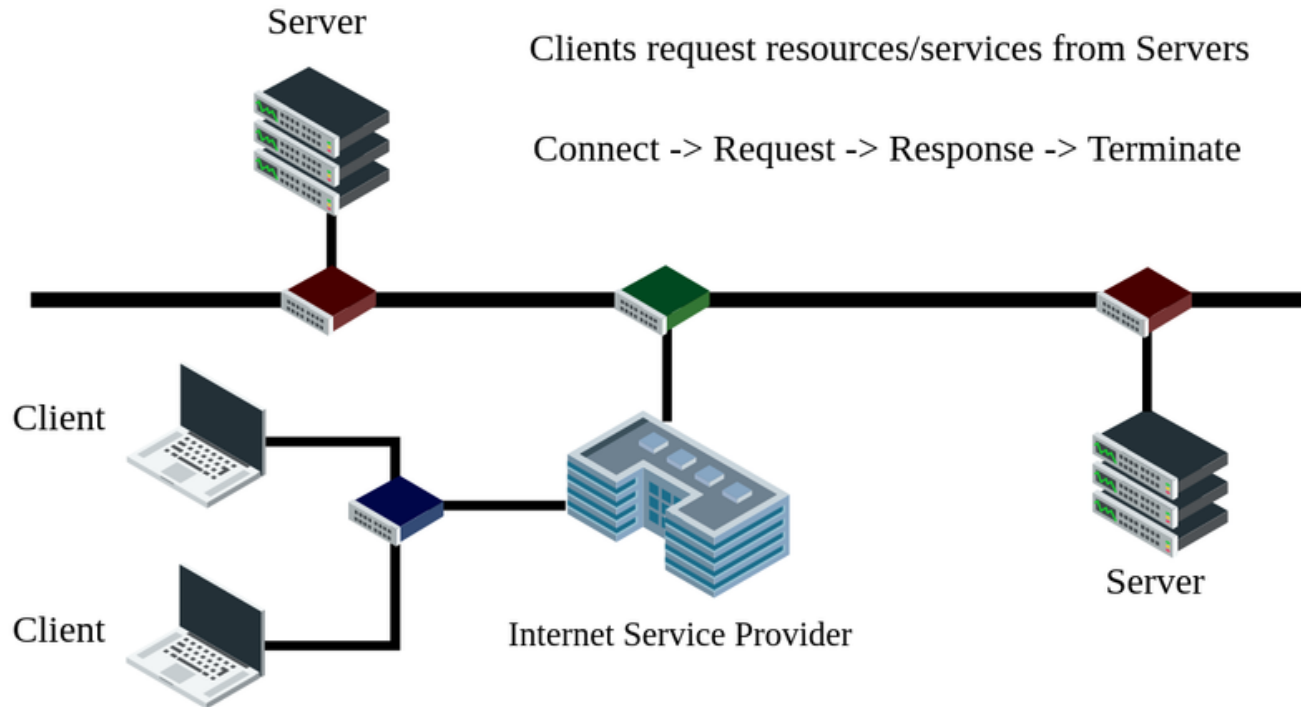 Server
Clients request resources/services from Servers
Connect -> Request -> Response -> Terminate
Client
Client
Internet Service Provider
Server